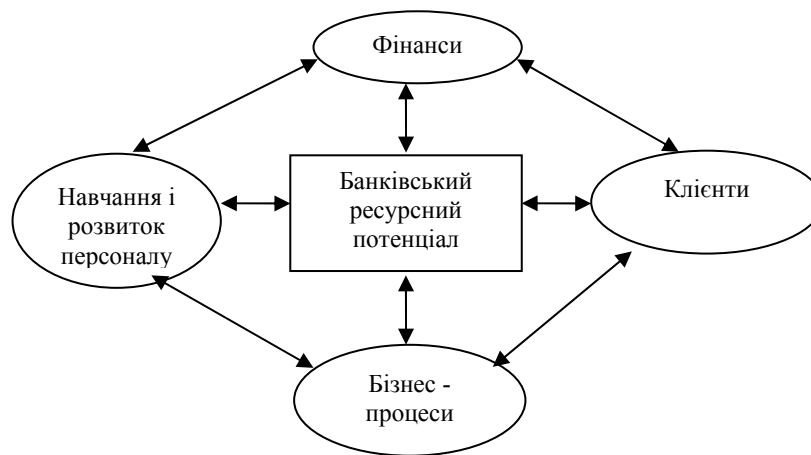 Фінанси
Навчання і
розвиток
персоналу
Банківський
ресурсний
потенціал
Клієнти
Бізнес -
процеси